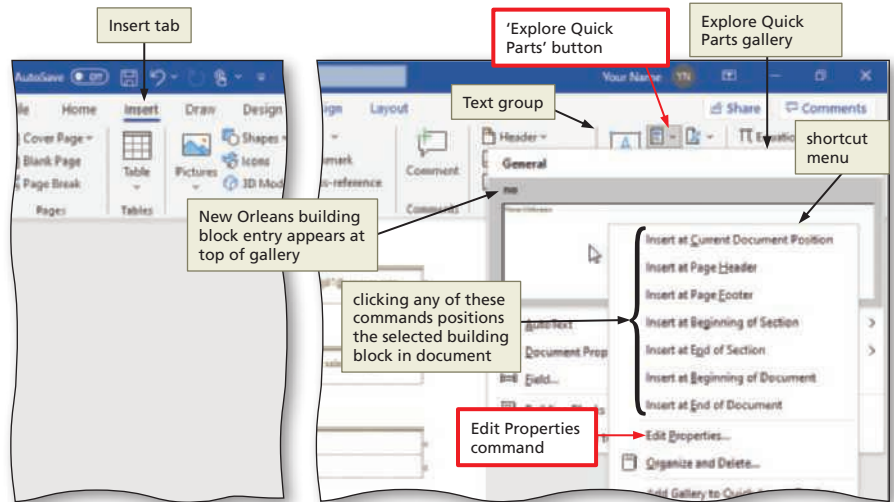 Insert tab
'Explore Quick
Parts' button
Explore Quick
Parts gallery
AutoSave Off
Your Name YN
Home Insert Draw Design
Layout
Text group
Share Comments
Cover Page
Blank Page
Page Break
Pages
Table
Tables
Pictures
Shapes
Icons
3D Mod
Comment
Comments
Header
Equatio
General
no
New Orleans
shortcut
menu
New Orleans building
block entry appears at
top of gallery
clicking any of these
commands positions
the selected building
block in document
Insert at Current Document Position
Insert at Page Header
Insert at Page Footer
Insert at Beginning of Section
Insert at End of Section
Insert at Beginning of Document
Insert at End of Document
Edit Properties...
Organize and Delete...
AutoText
Document Prop
Field...
Edit Properties
command